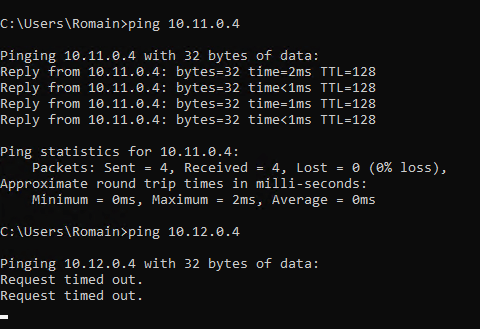 C:\Users\Romain>ping 10.11.0.4
Pinging 10.11.0.4 with 32 bytes of data:
Reply from 10.11.0.4: bytes=32 time=2ms TTL=128
Reply from 10.11.0.4: bytes=32 time<1ms TTL=128
Reply from 10.11.0.4: bytes=32 time=1ms TTL=128
Reply from 10.11.0.4: bytes=32 time<1ms TTL=128
Ping statistics for 10.11.0.4:
    Packets: Sent = 4, Received = 4, Lost = 0 (0% loss),
Approximate round trip times in milli-seconds:
    Minimum = 0ms, Maximum = 2ms, Average = 0ms
C:\Users\Romain>ping 10.12.0.4
Pinging 10.12.0.4 with 32 bytes of data:
Request timed out.
Request timed out.